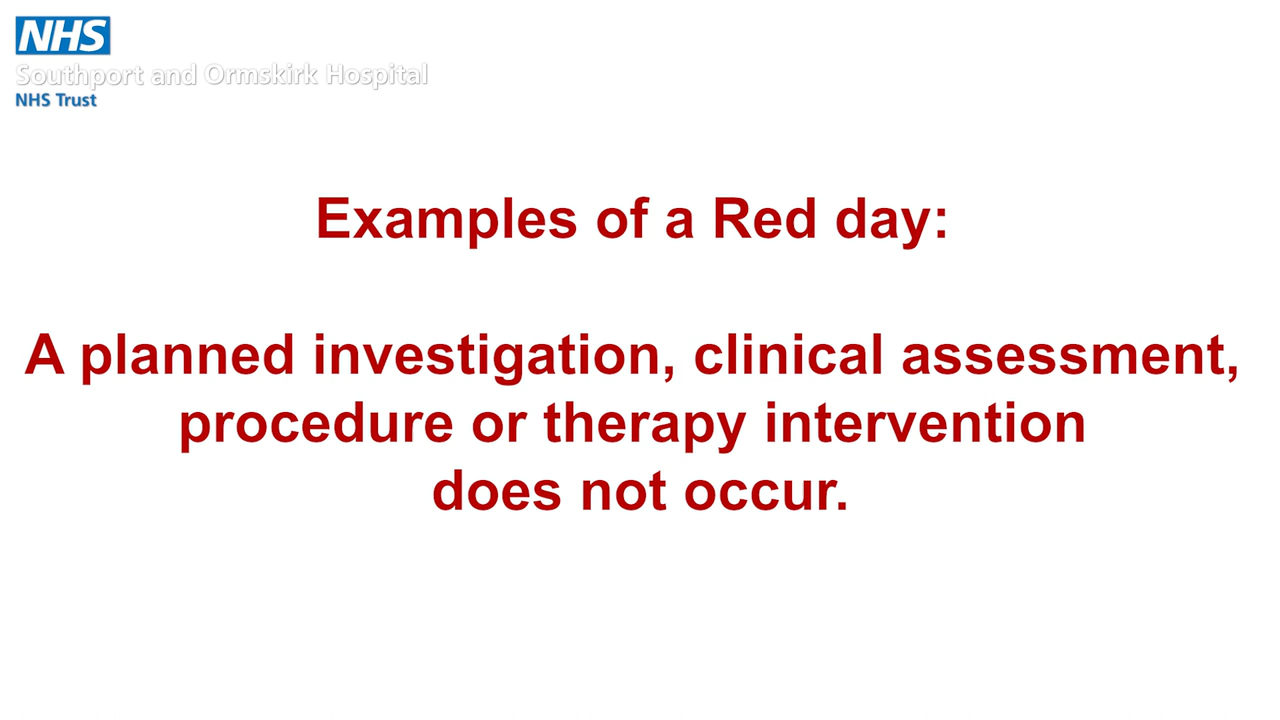 NHS
Southport and Ormskirk Hospital
NHS Trust
Examples of a Red day:
A planned investigation, clinical assessment,
procedure or therapy intervention
does not occur.